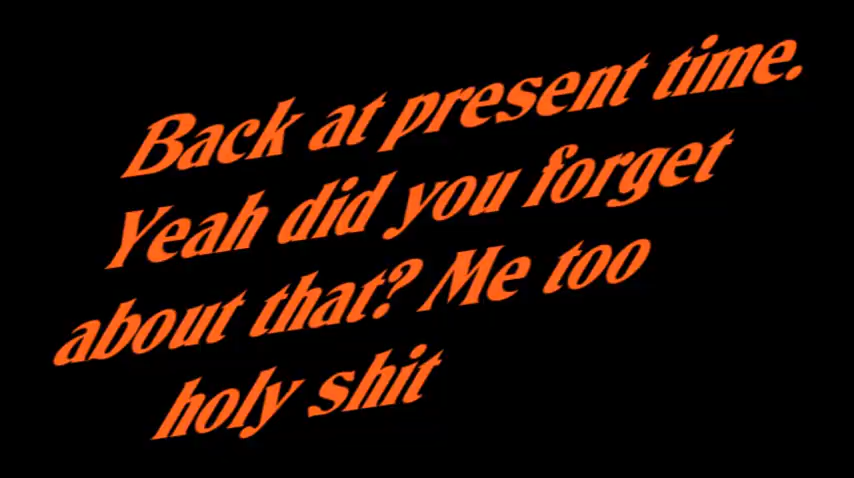 Back at present time.
Yeah did you forget
about that? Me too
holy shit